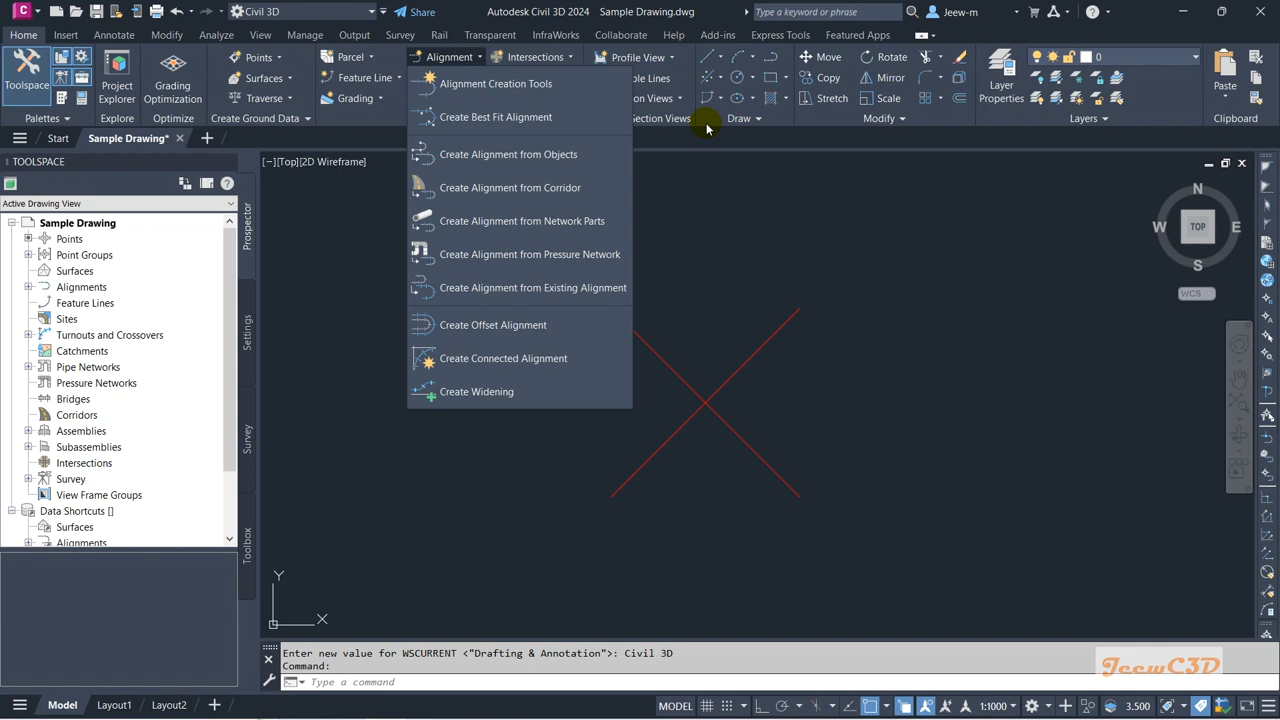 C 3D
Civil 3D
Share
Autodesk Civil 3D 2024 Sample Drawing.dwg
Type a keyword or phrase
Jeew-m
Home Insert Annotate Modify Analyze View Manage Output Survey Rail Transportation InfraWorks Collaborate Help Add-ins Express Tools Featured Apps
Toolspace
Project Explorer
Grading Optimization
Points
Surfaces
Traverse
Parcel
Feature Line
Grading
Alignment
Intersections
Profile View
Move Rotate
Copy Mirror
Stretch Scale
Layer Properties
0
Paste
Palettes Explore Optimize Create Ground Data Section Views Draw Modify Layers Clipboard
Alignment Creation Tools
Create Best Fit Alignment
Create Alignment from Objects
Create Alignment from Corridor
Create Alignment from Network Parts
Create Alignment from Pressure Network
Create Alignment from Existing Alignment
Create Offset Alignment
Create Connected Alignment
Create Widening
Start Sample Drawing*
TOOLSPACE
Active Drawing View
Sample Drawing
Points
Point Groups
Surfaces
Alignments
Feature Lines
Sites
Turnouts and Crossovers
Catchments
Pipe Networks
Pressure Networks
Bridges
Corridors
Assemblies
Subassemblies
Intersections
Survey
View Frame Groups
Data Shortcuts []
Surfaces
Alignments
Prospector
Settings
Survey
Toolbox
[−][Top][2D Wireframe]
N
W TOP E
S
WCS
Y
X
Enter new value for WSCURRENT <"Drafting & Annotation">: Civil 3D
Command:
Type a command
JeewC3D
Model Layout1 Layout2
MODEL
1:1000
3.500